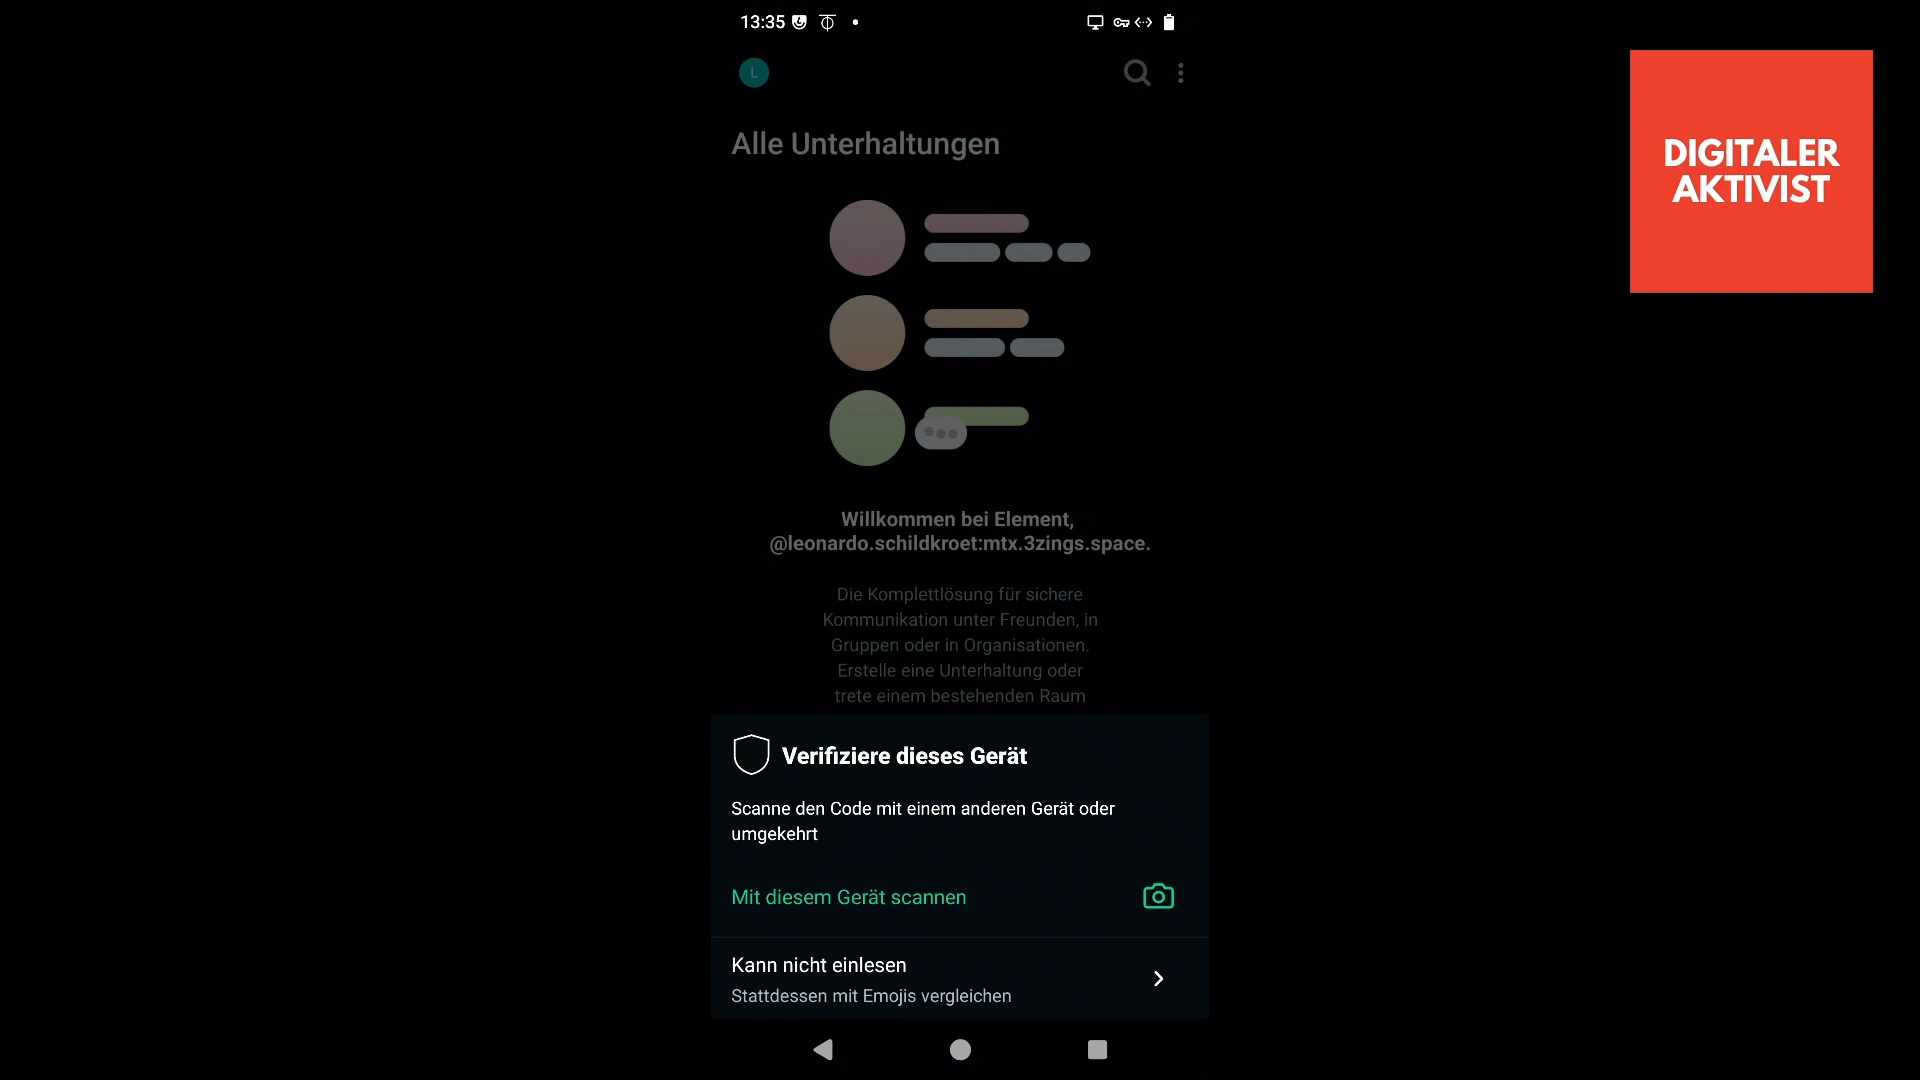 13:35
L
Alle Unterhaltungen
Willkommen bei Element,
@leonardo.schildkroet:mtx.3zings.space.
Die Komplettlösung für sichere
Kommunikation unter Freunden, in
Gruppen oder in Organisationen.
Erstelle eine Unterhaltung oder
trete einem bestehenden Raum
Verifiziere dieses Gerät
Scanne den Code mit einem anderen Gerät oder
umgekehrt
Mit diesem Gerät scannen
Kann nicht einlesen
Stattdessen mit Emojis vergleichen
DIGITALER
AKTIVIST